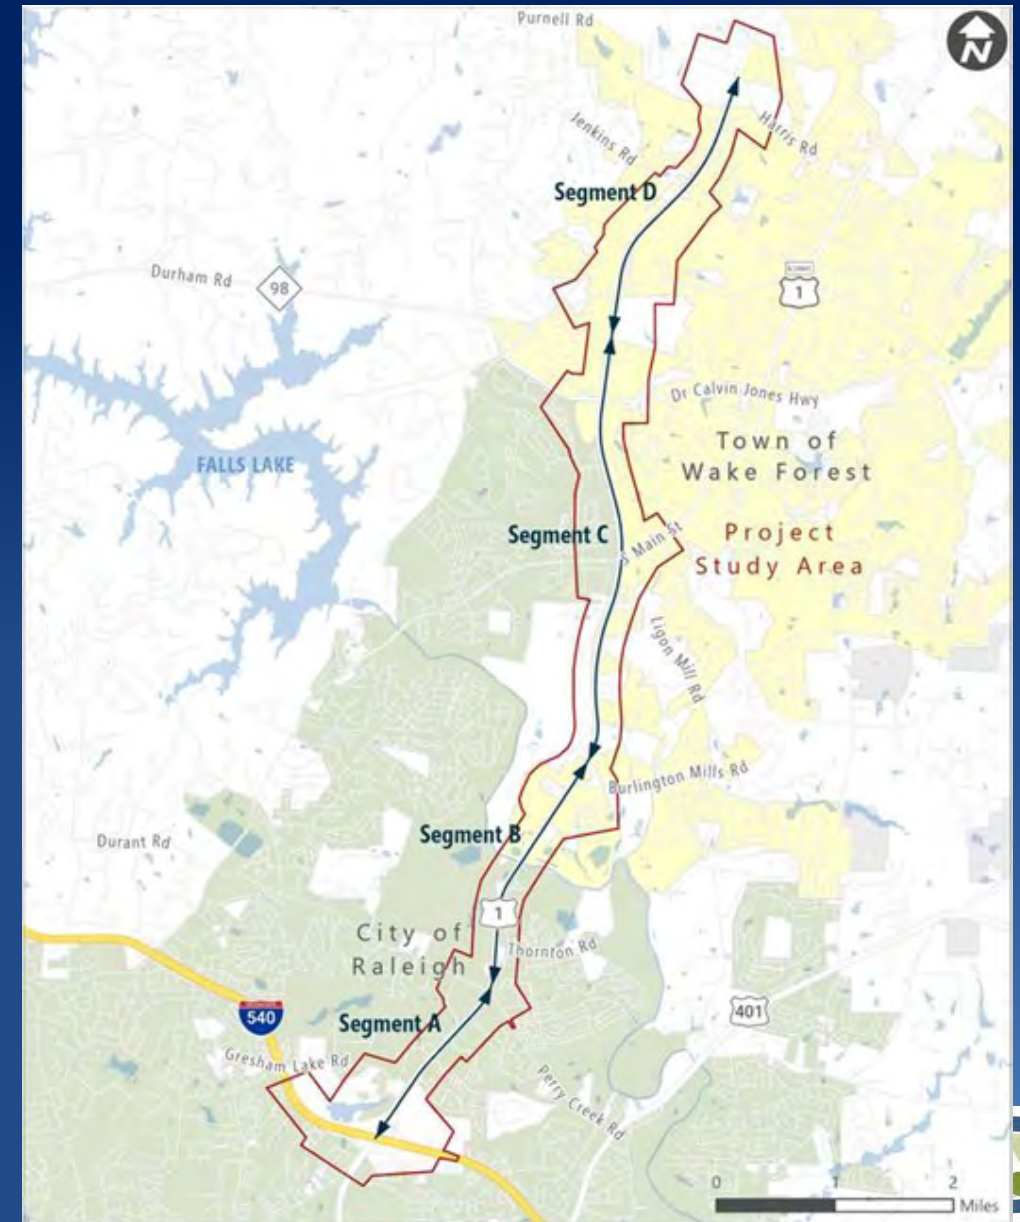 Purnell Rd
N
Jenkins Rd
Harris Rd
Segment D
Durham Rd
98
1
Dr Calvin Jones Hwy
Town of
Wake Forest
FALLS LAKE
Segment C
S Main St
Project
Study Area
Ligon Mill Rd
Burlington Mills Rd
Segment B
Durant Rd
1
City of
Raleigh
Thornton Rd
540
Segment A
401
Gresham Lake Rd
Perry Creek Rd
0 1 2
Miles